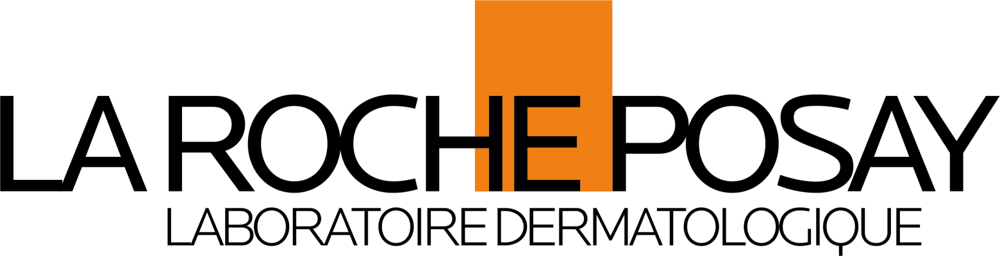 LA ROCHE POSAY
LABORATOIRE DERMATOLOGIQUE